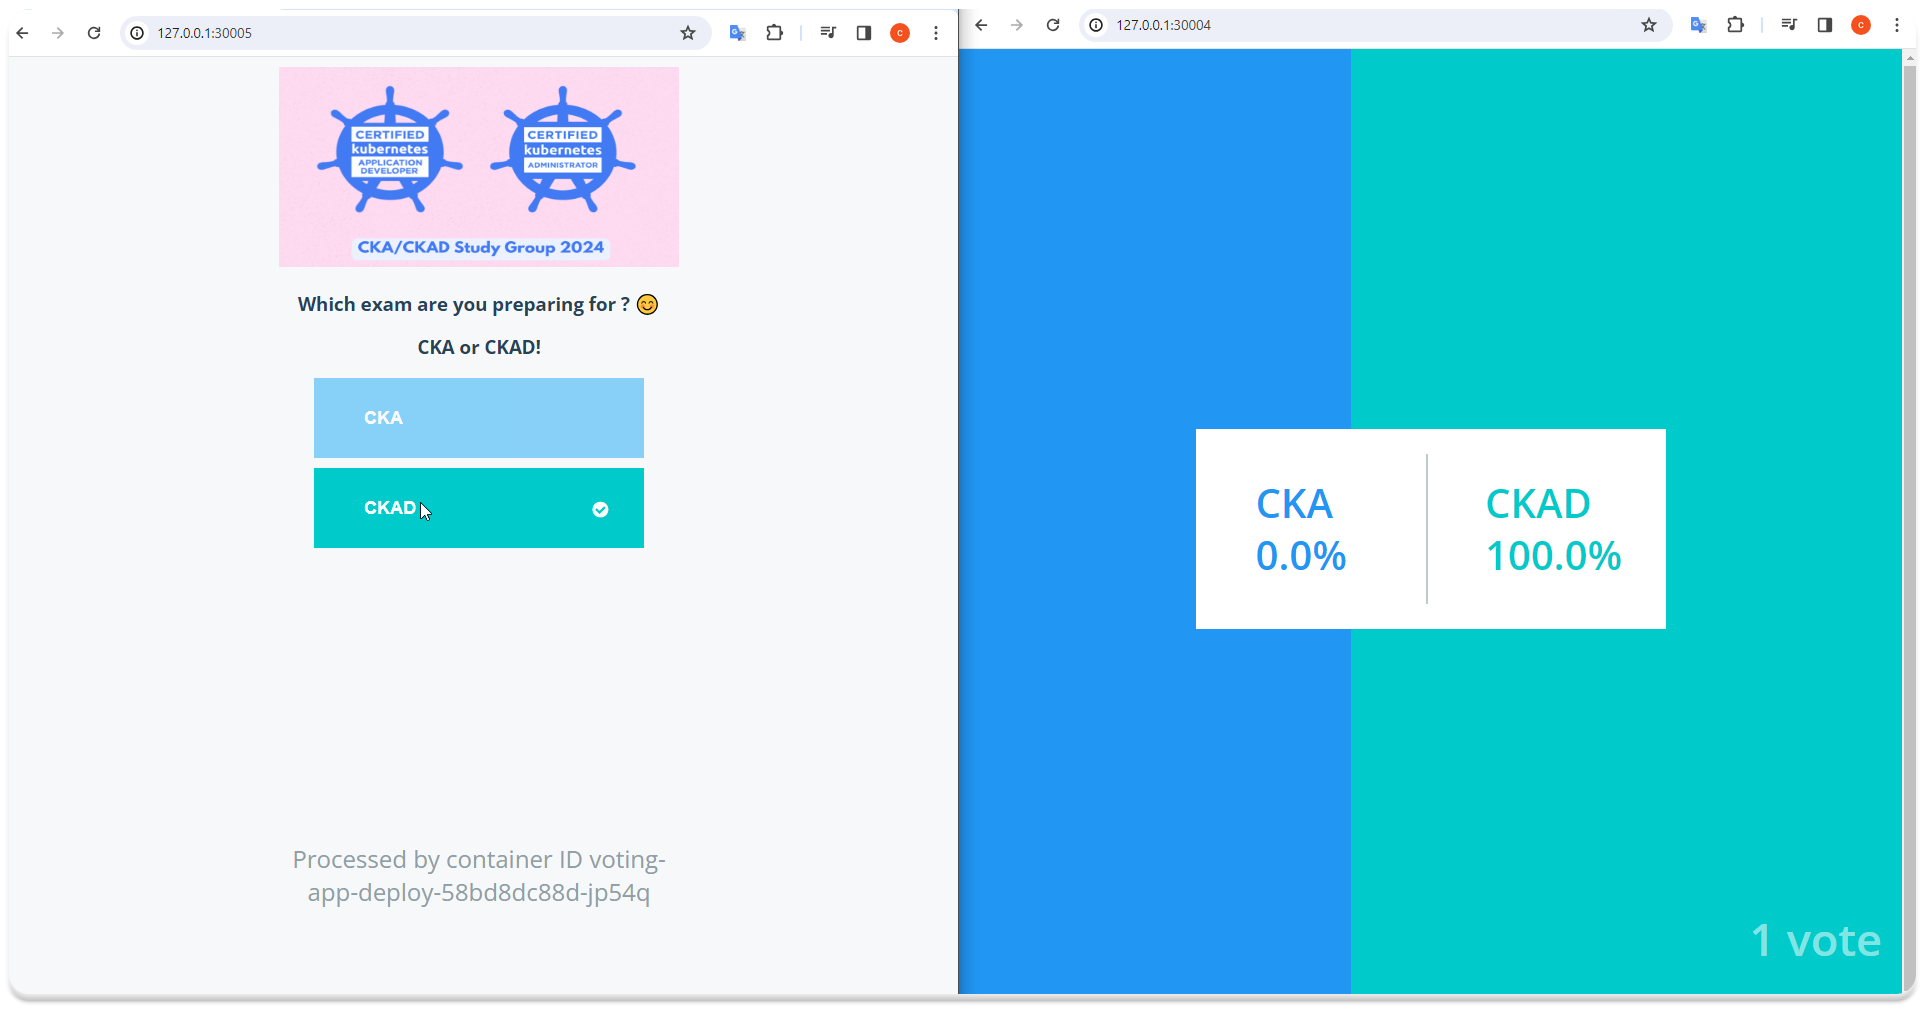 127.0.0.1:30005
CERTIFIED
kubernetes
APPLICATION
DEVELOPER
CERTIFIED
kubernetes
ADMINISTRATOR
CKA/CKAD Study Group 2024
Which exam are you preparing for ? 😊
CKA or CKAD!
CKA
CKAD
Processed by container ID voting-
app-deploy-58bd8dc88d-jp54q
127.0.0.1:30004
C
C
CKA
0.0%
CKAD
100.0%
1 vote